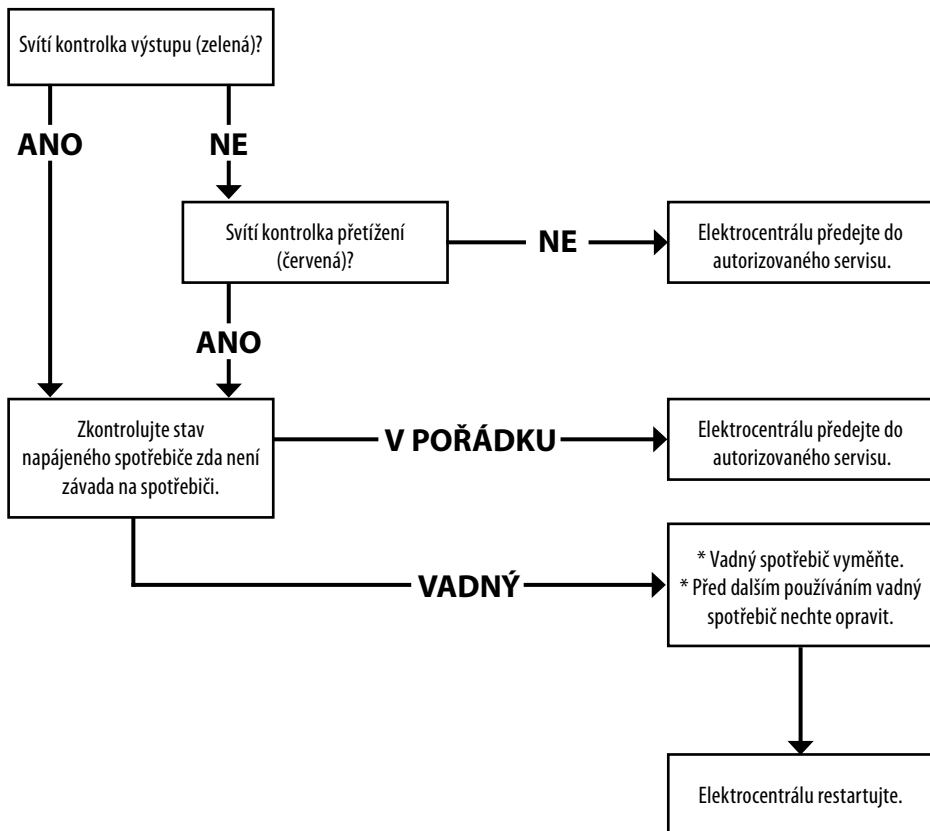 Svítí kontrolka výstupu (zelená)?
ANO
NE
Svítí kontrolka přetížení
(červená)?
NE
Elektrocentrálu předejte do
autorizovaného servisu.
ANO
Zkontrolujte stav
napájeného spotřebiče zda není
závada na spotřebiči.
V POŘÁDKU
Elektrocentrálu předejte do
autorizovaného servisu.
VADNÝ
* Vadný spotřebič vyměňte.
* Před dalším používáním vadný
spotřebič nechte opravit.
Elektrocentrálu restartujte.